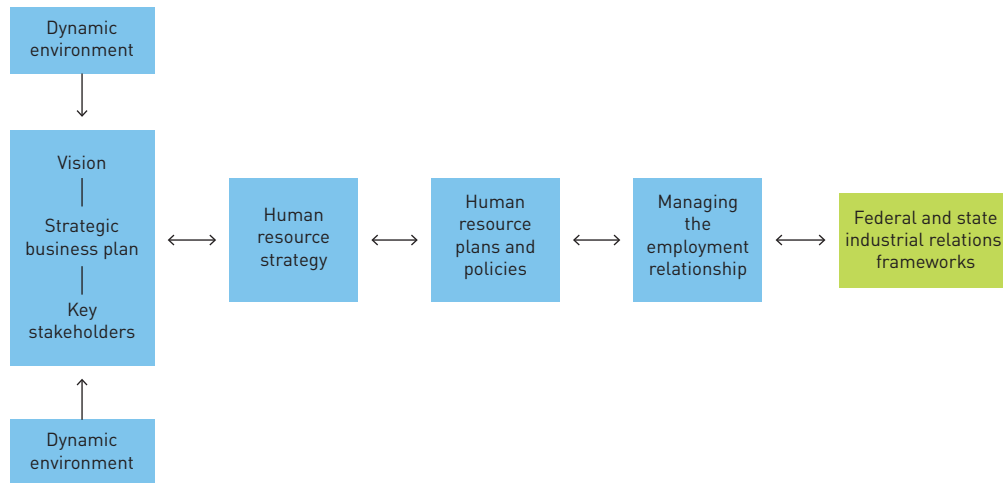 Dynamic
environment
Vision
Strategic
business plan
Key
stakeholders
Human
resource
strategy
Human
resource
plans and
policies
Managing
the
employment
relationship
Federal and state
industrial relations
frameworks
Dynamic
environment